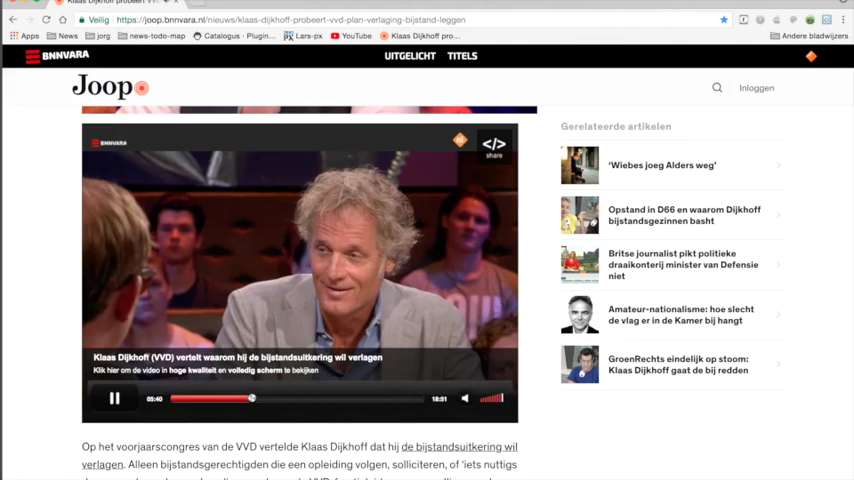 Klaas Dijkhoff probeert VV
Veilig https://joop.bnnvara.nl/nieuws/klaas-dijkhoff-probeert-vvd-plan-verlaging-bijstand-leggen
Apps News jorg news-todo-map Catalogus - Plugin... Lars-px YouTube Klaas Dijkhoff pro... Andere bladwijzers
BNNVARA UITGELICHT TITELS
Joop Inloggen
BNNVARA
</> share
Klaas Dijkhoff (VVD) vertelt waarom hij de bijstandsuitkering wil verlagen
Klik hier om de video in hoge kwaliteit en volledig scherm te bekijken
05:40 18:51
Op het voorjaarscongres van de VVD vertelde Klaas Dijkhoff dat hij de bijstandsuitkering wil
verlagen. Alleen bijstandsgerechtigden die een opleiding volgen, solliciteren, of 'iets nuttigs
Gerelateerde artikelen
'Wiebes joeg Alders weg'
Opstand in D66 en waarom Dijkhoff
bijstandsgezinnen basht
Britse journalist pikt politieke
draaikonterij minister van Defensie
niet
Amateur-nationalisme: hoe slecht
de vlag er in de Kamer bij hangt
GroenRechts eindelijk op stoom:
Klaas Dijkhoff gaat de bij redden